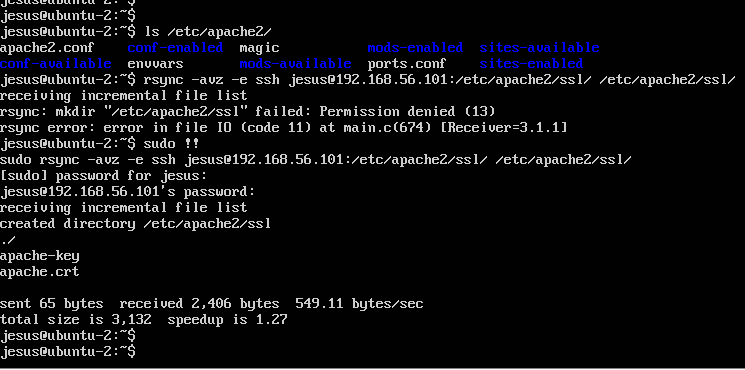 jesus@ubuntu-2:~$
jesus@ubuntu-2:~$
jesus@ubuntu-2:~$ ls /etc/apache2/
apache2.conf    conf-enabled  magic           mods-enabled  sites-available
conf-available  envvars       mods-available  ports.conf    sites-enabled
jesus@ubuntu-2:~$ rsync -avz -e ssh jesus@192.168.56.101:/etc/apache2/ssl/ /etc/apache2/ssl/
receiving incremental file list
rsync: mkdir "/etc/apache2/ssl" failed: Permission denied (13)
rsync error: error in file IO (code 11) at main.c(674) [Receiver=3.1.1]
jesus@ubuntu-2:~$ sudo !!
sudo rsync -avz -e ssh jesus@192.168.56.101:/etc/apache2/ssl/ /etc/apache2/ssl/
[sudo] password for jesus:
jesus@192.168.56.101's password:
receiving incremental file list
created directory /etc/apache2/ssl
./
apache-key
apache.crt
sent 65 bytes  received 2,406 bytes  549.11 bytes/sec
total size is 3,132  speedup is 1.27
jesus@ubuntu-2:~$
jesus@ubuntu-2:~$